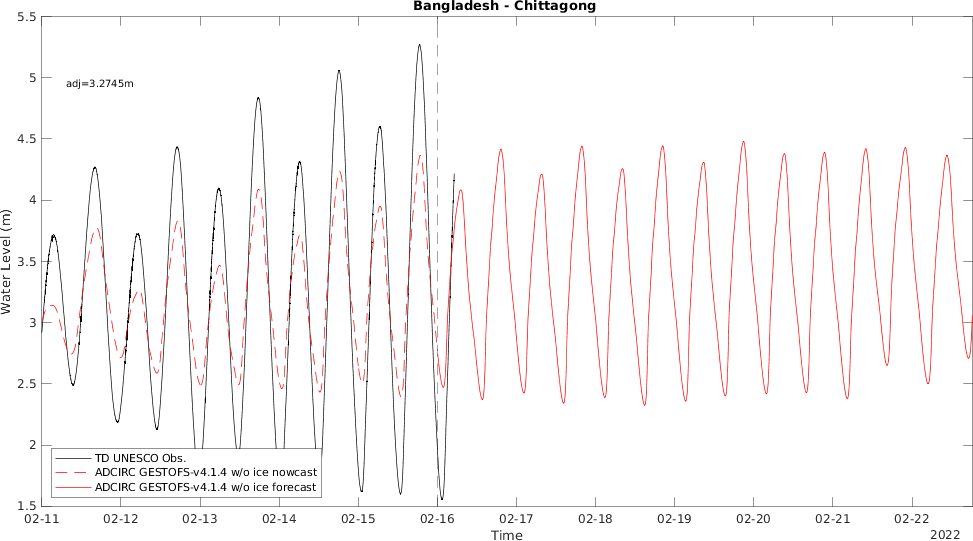 Bangladesh - Chittagong
5.5
5
4.5
4
3.5
3
2.5
2
1.5
Water Level (m)
adj=3.2745m
TD UNESCO Obs.
ADCIRC GESTOFS-v4.1.4 w/o ice nowcast
ADCIRC GESTOFS-v4.1.4 w/o ice forecast
02-11 02-12 02-13 02-14 02-15 02-16 02-17 02-18 02-19 02-20 02-21 02-22
Time
2022